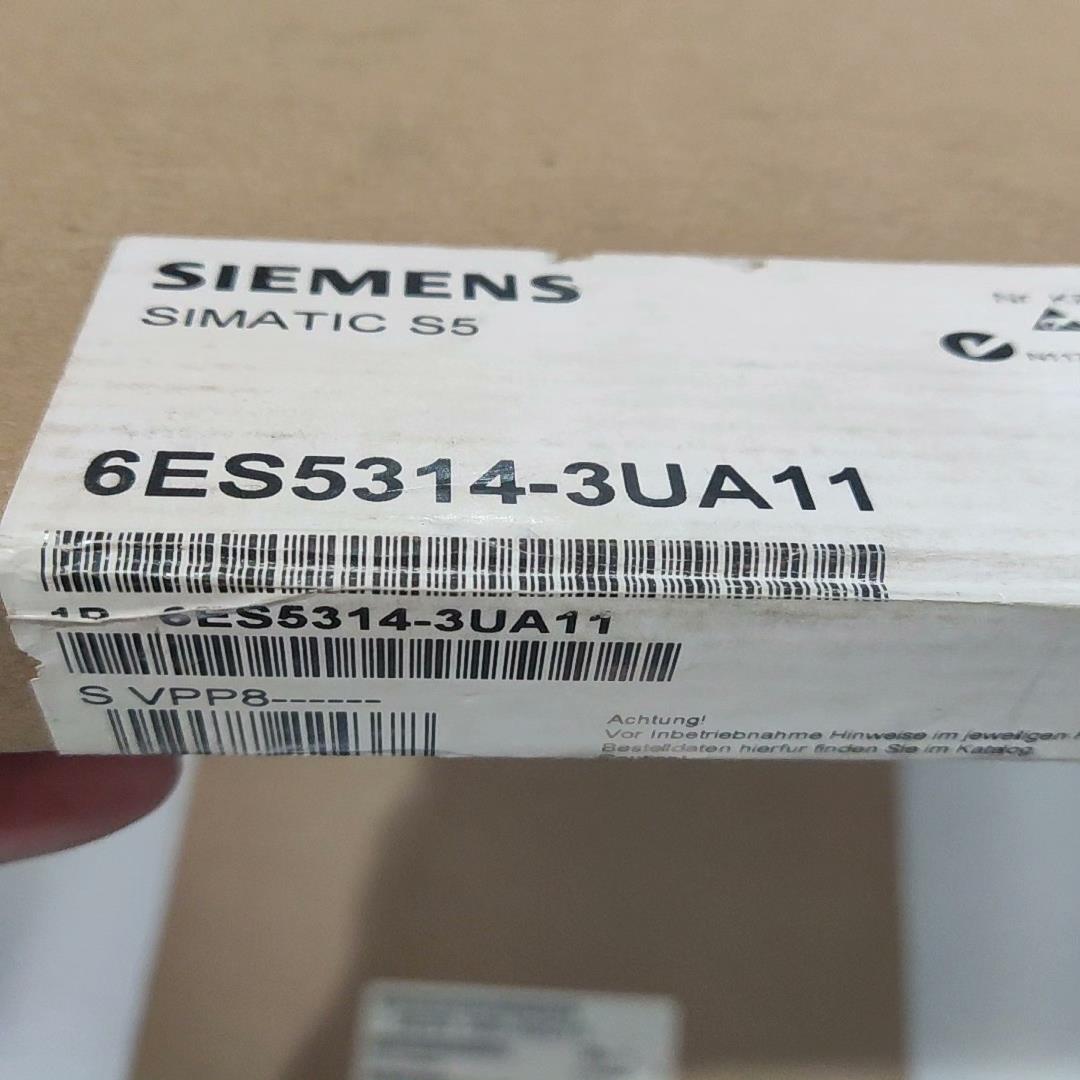 SIEMENS
SIMATIC S5
6ES5314-3UA11
1P 6ES5314-3UA11
S VPP8------
Achtung!
Vor Inbetriebnahme Hinweise im jeweiligen
Bestelldaten hierfur finden Sie im Katalog.